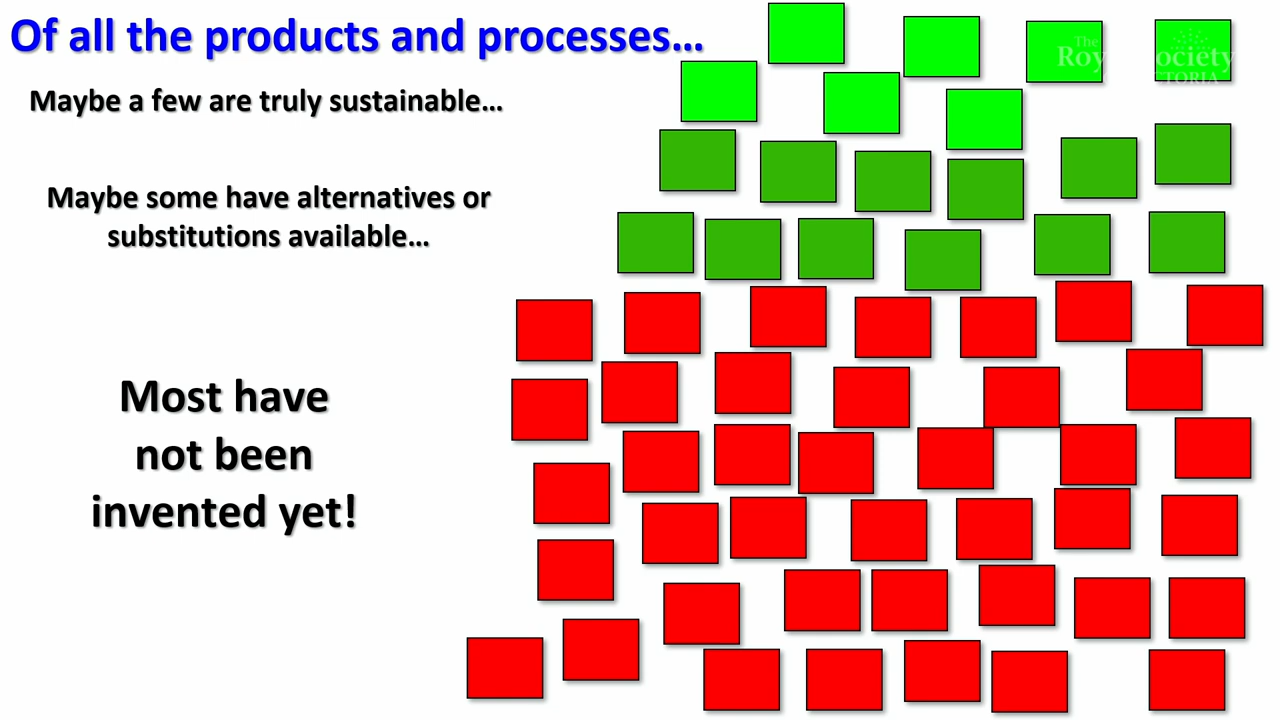 Of all the products and processes…
Maybe a few are truly sustainable…
Maybe some have alternatives or
substitutions available…
Most have
not been
invented yet!
The